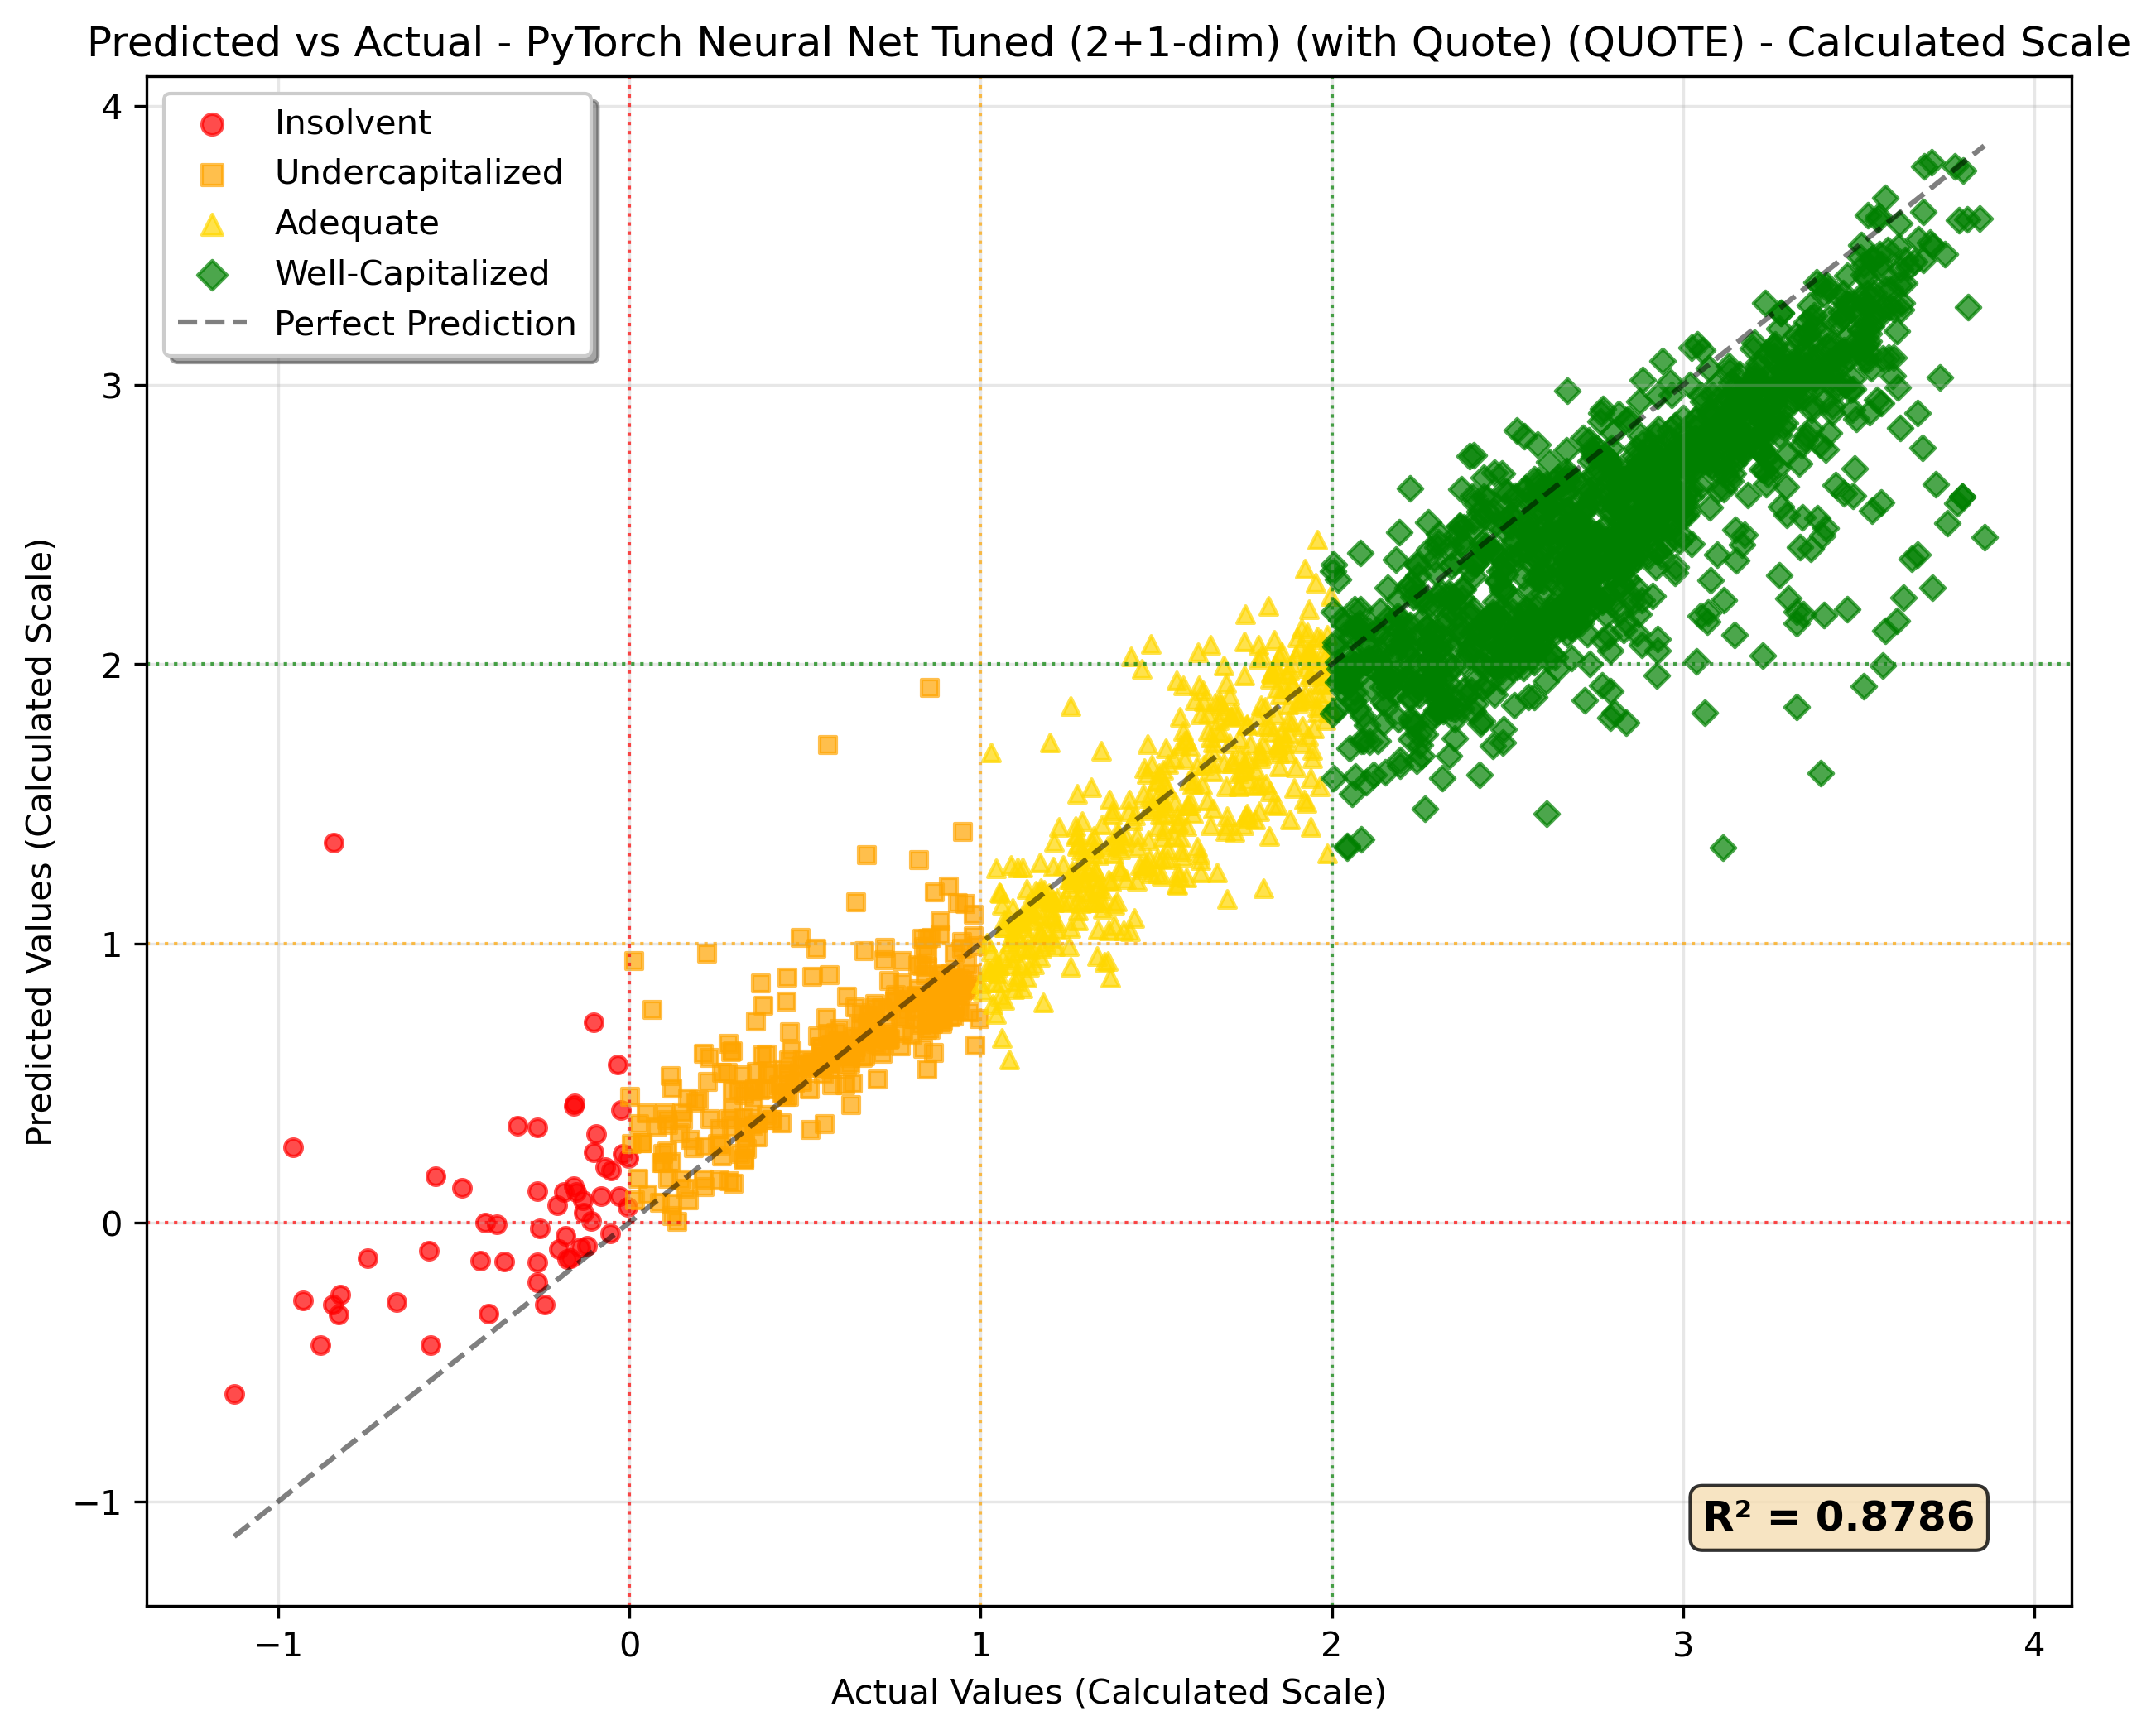 Predicted vs Actual - PyTorch Neural Net Tuned (2+1-dim) (with Quote) (QUOTE) - Calculated Scale
Insolvent
Undercapitalized
Adequate
Well-Capitalized
Perfect Prediction
4
3
2
1
0
−1
Predicted Values (Calculated Scale)
R² = 0.8786
−1
0
1
2
3
4
Actual Values (Calculated Scale)